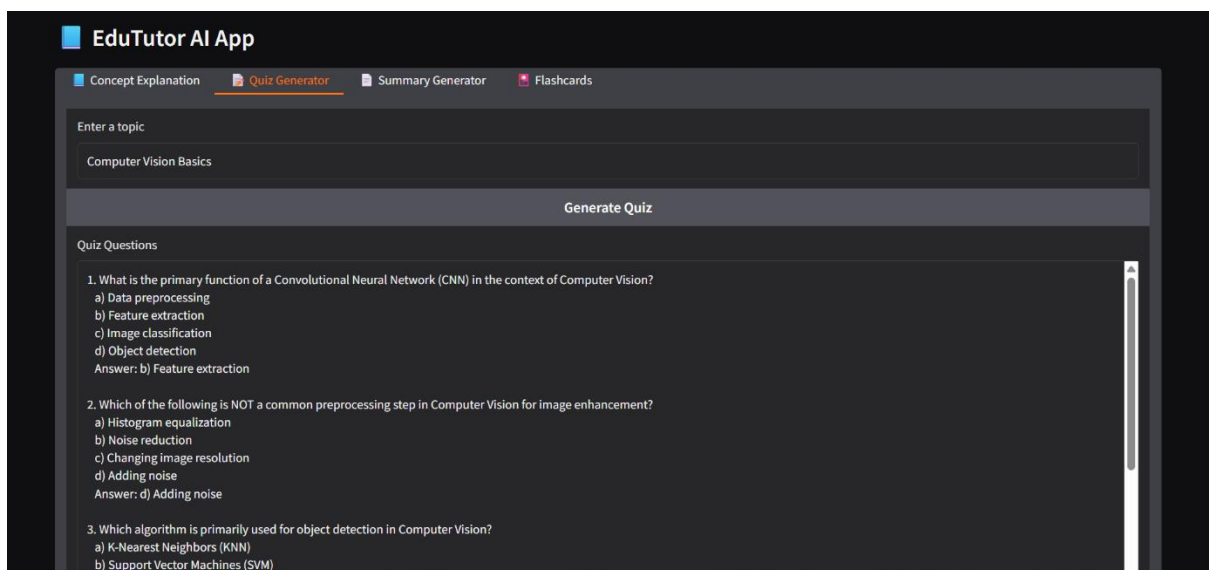 EduTutor AI App
Concept Explanation Quiz Generator Summary Generator Flashcards
Enter a topic
Computer Vision Basics
Generate Quiz
Quiz Questions
1. What is the primary function of a Convolutional Neural Network (CNN) in the context of Computer Vision?
a) Data preprocessing
b) Feature extraction
c) Image classification
d) Object detection
Answer: b) Feature extraction
2. Which of the following is NOT a common preprocessing step in Computer Vision for image enhancement?
a) Histogram equalization
b) Noise reduction
c) Changing image resolution
d) Adding noise
Answer: d) Adding noise
3. Which algorithm is primarily used for object detection in Computer Vision?
a) K-Nearest Neighbors (KNN)
b) Support Vector Machines (SVM)